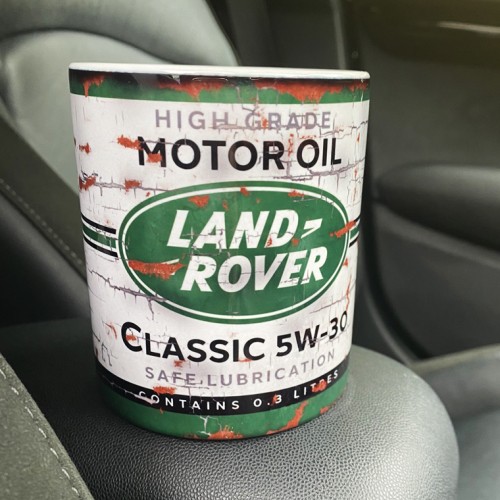 HIGH GRADE
MOTOR OIL
LAND-
ROVER
CLASSIC 5W-30
SAFE LUBRICATION
CONTAINS 0.3 LITRES